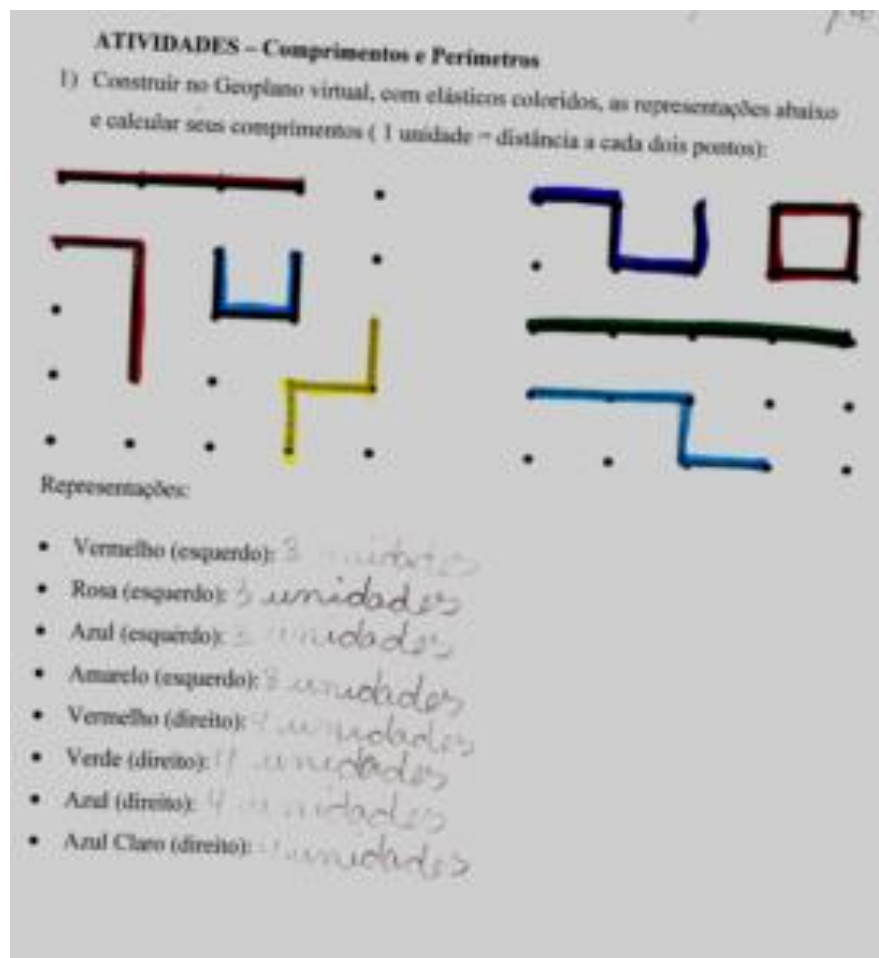 ATIVIDADES – Comprimentos e Perímetros
1) Construir no Geoplano virtual, com elásticos coloridos, as representações abaixo
e calcular seus comprimentos ( 1 unidade = distância a cada dois pontos):
Representações:
• Vermelho (esquerdo): 3 unidades
• Rosa (esquerdo): 3 unidades
• Azul (esquerdo): 3 unidades
• Amarelo (esquerdo): 3 unidades
• Vermelho (direito): 4 unidades
• Verde (direito): 4 unidades
• Azul (direito): 4 unidades
• Azul Claro (direito): 4 unidades